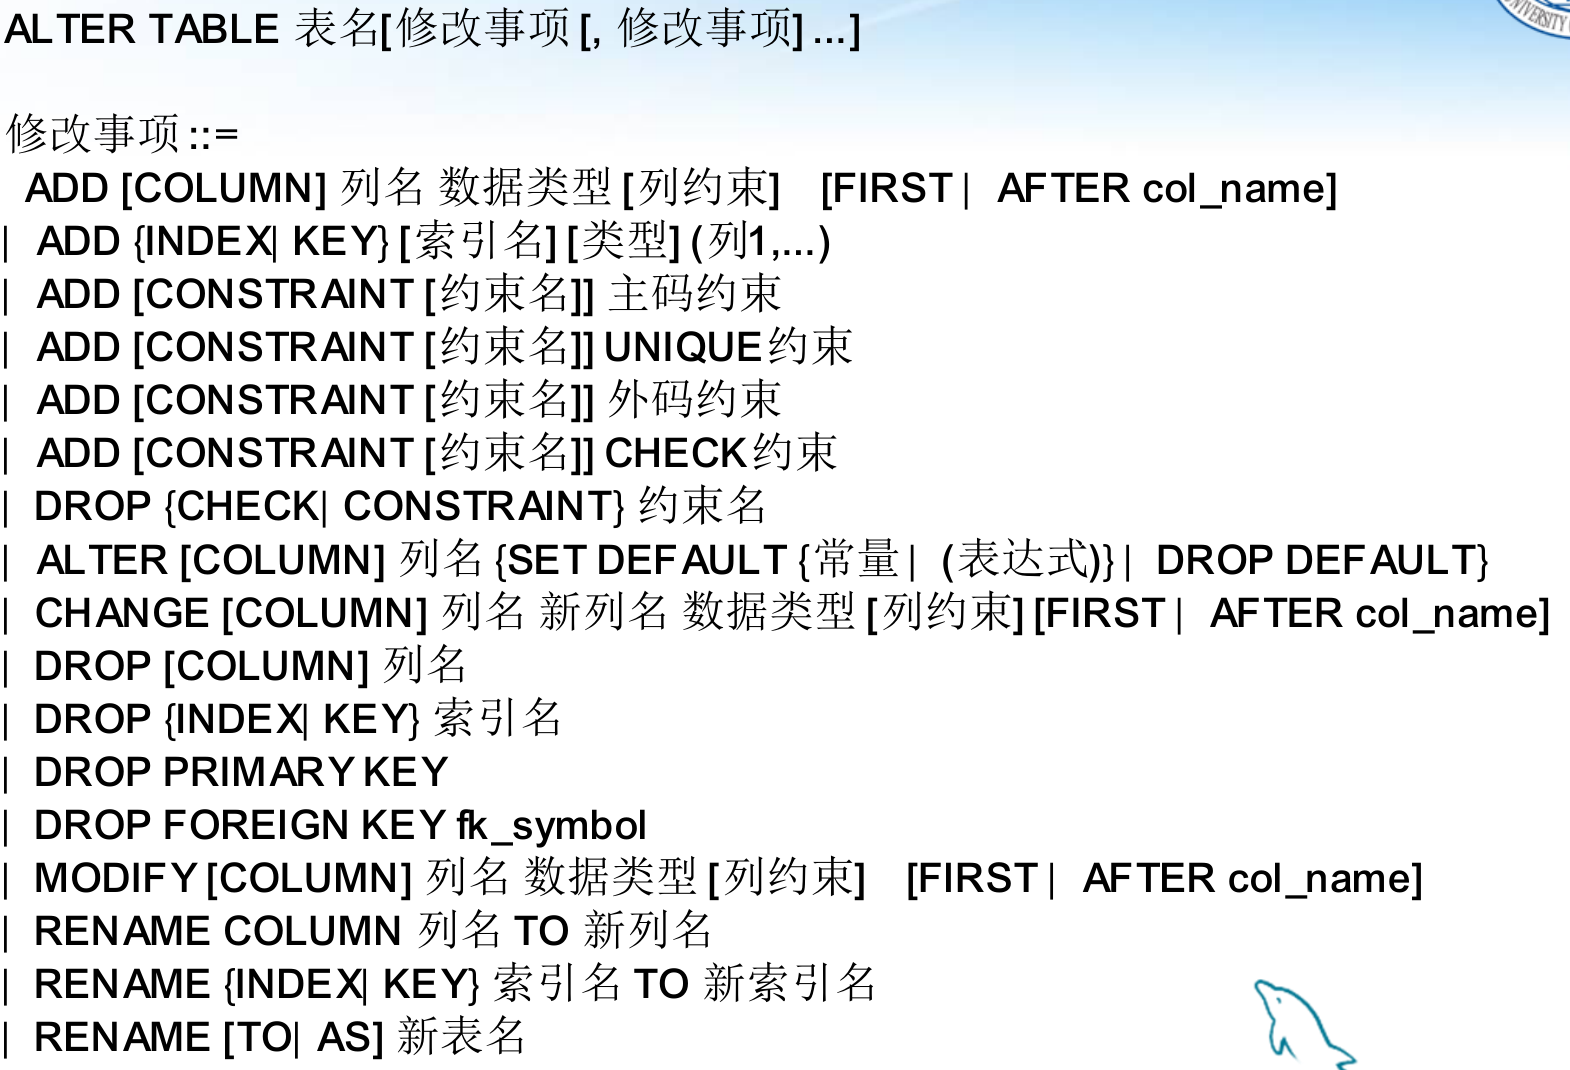 ALTER TABLE 表名[修改事项 [, 修改事项] ...]
修改事项 ::=
ADD [COLUMN] 列名 数据类型 [列约束] [FIRST | AFTER col_name]
| ADD {INDEX| KEY} [索引名] [类型] (列1,...)
| ADD [CONSTRAINT [约束名]] 主码约束
| ADD [CONSTRAINT [约束名]] UNIQUE约束
| ADD [CONSTRAINT [约束名]] 外码约束
| ADD [CONSTRAINT [约束名]] CHECK约束
| DROP {CHECK| CONSTRAINT} 约束名
| ALTER [COLUMN] 列名 {SET DEFAULT {常量 | (表达式)} | DROP DEFAULT}
| CHANGE [COLUMN] 列名 新列名 数据类型 [列约束] [FIRST | AFTER col_name]
| DROP [COLUMN] 列名
| DROP {INDEX| KEY} 索引名
| DROP PRIMARY KEY
| DROP FOREIGN KEY fk_symbol
| MODIFY [COLUMN] 列名 数据类型 [列约束] [FIRST | AFTER col_name]
| RENAME COLUMN 列名 TO 新列名
| RENAME {INDEX| KEY} 索引名 TO 新索引名
| RENAME [TO| AS] 新表名